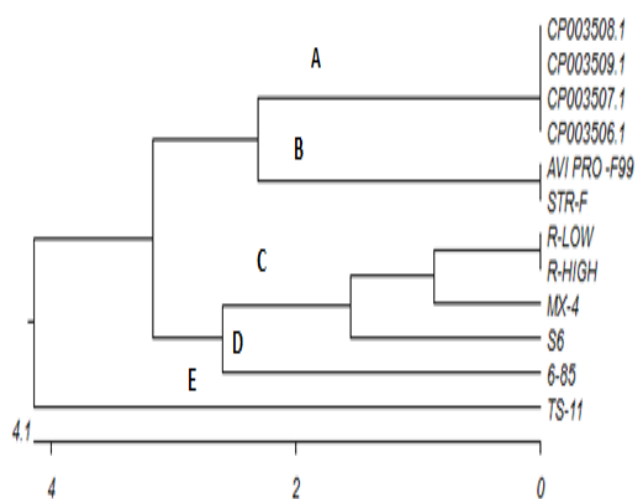 CP003508.1
A
CP003509.1
CP003507.1
CP003506.1
B
AVI PRO -F99
STR-F
R-LOW
C
R-HIGH
MX-4
S6
D
6-85
E
TS-11
4.1
4 2 0